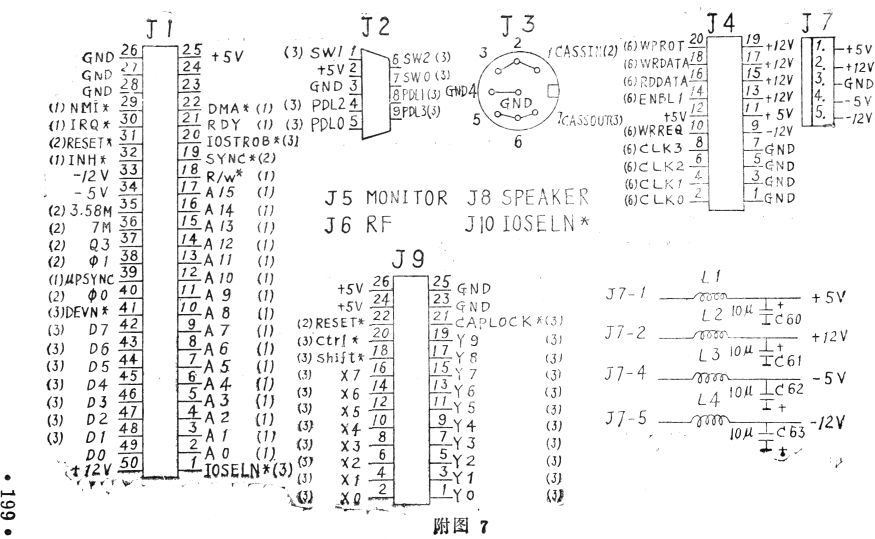 J1
GND 26 25 +5V
GND 27 24
GND 28 23
(1) NMI* 29 22 DMA* (1)
(1) IRQ* 30 21 RDY (1)
(2) RESET* 31 20 IOSTROB* (3)
(1) INH* 32 19 SYNC* (2)
-12V 33 18 R/w* (1)
-5V 34 17 A15 (1)
(2) 3.58M 35 16 A14 (1)
(2) 7M 36 15 A13 (1)
(2) Q3 37 14 A12 (1)
(2) Φ1 38 13 A11 (1)
(1) μPSYNC 39 12 A10 (1)
(2) Φ0 40 11 A9 (1)
(3) DEVN* 41 10 A8 (1)
(3) D7 42 9 A7 (1)
(3) D6 43 8 A6 (1)
(3) D5 44 7 A5 (1)
(3) D4 45 6 A4 (1)
(3) D3 46 5 A3 (1)
(3) D2 47 4 A2 (1)
(3) D1 48 3 A1 (1)
D0 49 2 A0 (1)
+12V 50 1 IOSELN* (3)
J2
(3) SW1 1 6 SW2 (3)
+5V 2 7 SW0 (3)
GND 3 8 PDL1 (3)
(3) PDL2 4 9 PDL3 (3)
(3) PDL0 5
J3
2
3 1 CASSIN (2)
GND 4 GND
5 7 CASSOUT 3)
6
J4
(6) WPROT 20 19 +12V
(6) WRDATA 18 17 +12V
(6) RDDATA 16 15 +12V
(6) ENBL1 14 13 +12V
+5V 12 11 +5V
(6) WRREQ 10 9 -12V
(6) CLK3 8 7 GND
(6) CLK2 6 5 GND
(6) CLK1 4 3 GND
(6) CLK0 2 1 GND
J7
1. +5V
2. +12V
3. GND
4. -5V
5. -12V
J5 MONITOR J8 SPEAKER
J6 RF J10 IOSELN*
J9
+5V 26 25 GND
+5V 24 23 GND
(2) RESET* 22 21 CAPLOCK* (3)
(3) Ctrl* 20 19 Y9 (3)
(3) Shift* 18 17 Y8 (3)
(3) X7 16 15 Y7 (3)
(3) X6 14 13 Y6 (3)
(3) X5 12 11 Y5 (3)
(3) X4 10 9 Y4 (3)
(3) X3 8 7 Y3 (3)
(3) X2 6 5 Y2 (3)
(3) X1 4 3 Y1 (3)
(3) X0 2 1 Y0 (3)
L1
J7-1 +5V
10μ + C60
L2
J7-2 +12V
10μ + C61
L3
J7-4 -5V
10μ C62 +
L4
J7-5 -12V
10μ C63 +
附图 7
• 199 •